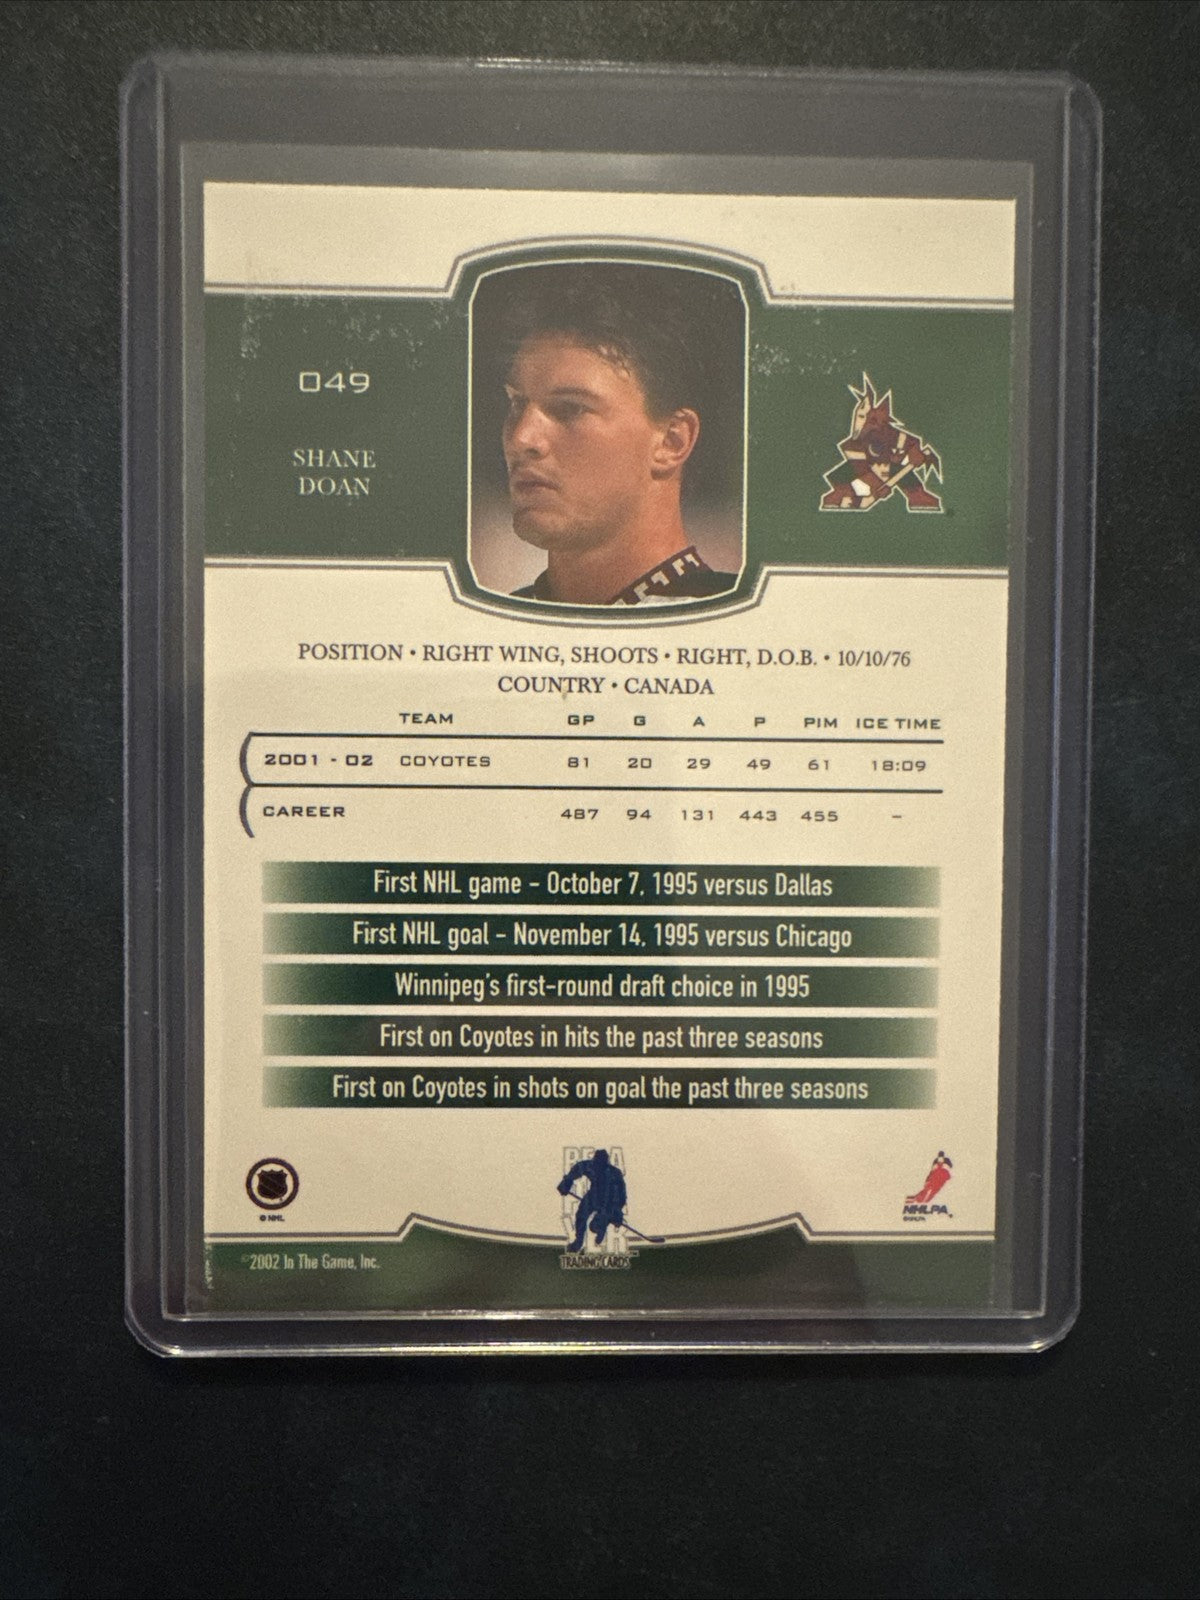 049
SHANE
DOAN
POSITION • RIGHT WING, SHOOTS • RIGHT, D.O.B. • 10/10/76
COUNTRY • CANADA
TEAM GP G A P PIM ICE TIME
2001 - 02 COYOTES 81 20 29 49 61 18:09
CAREER 487 94 131 443 455 –
First NHL game – October 7, 1995 versus Dallas
First NHL goal – November 14, 1995 versus Chicago
Winnipeg's first-round draft choice in 1995
First on Coyotes in hits the past three seasons
First on Coyotes in shots on goal the past three seasons
© NHL
NHLPA
TRADING CARDS
©2002 In The Game, Inc.